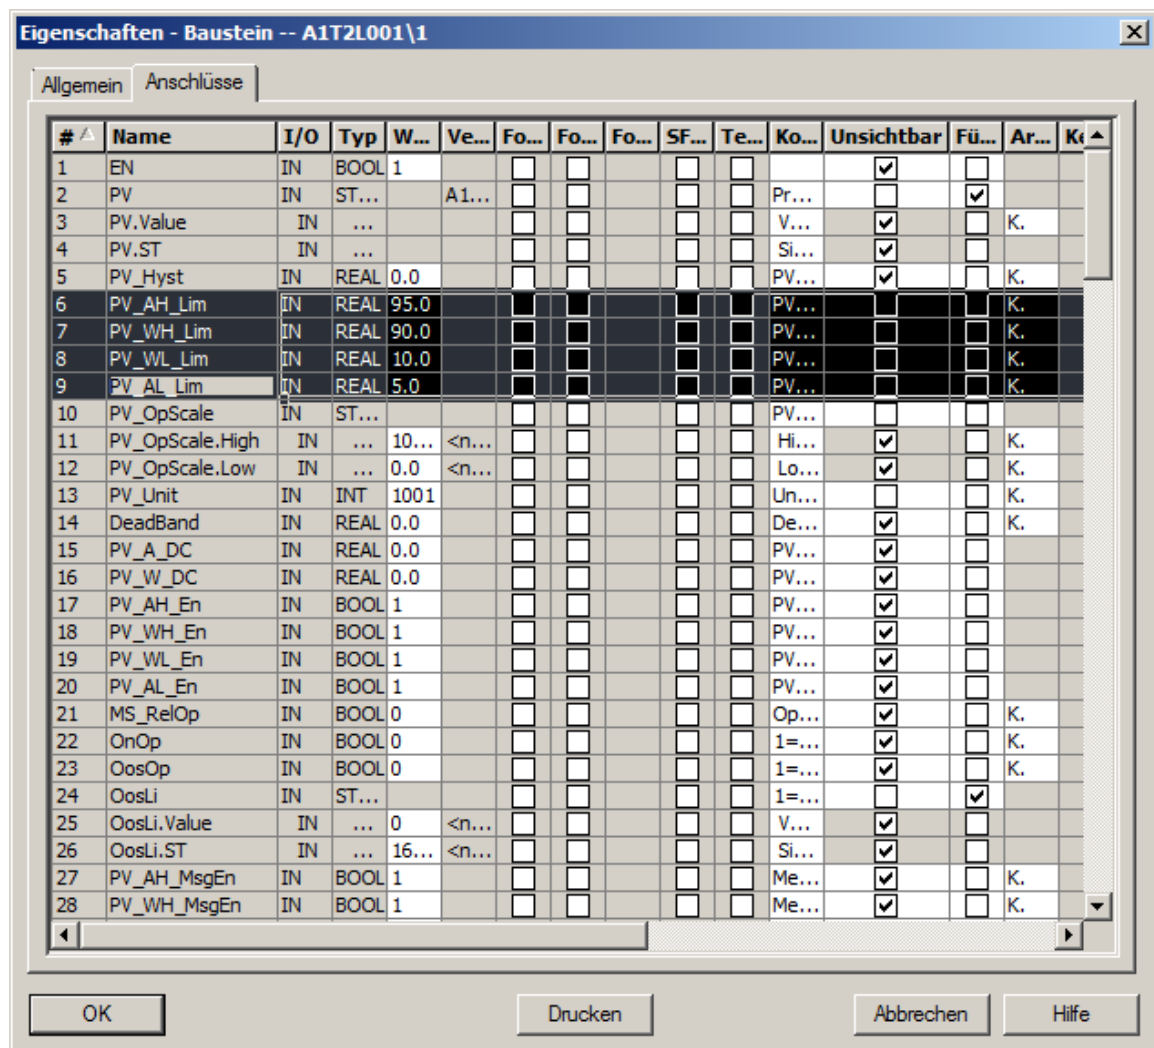 Eigenschaften - Baustein -- A1T2L001\1
Allgemein Anschlüsse
# Name I/O Typ W... Ve... Fo... Fo... Fo... SF... Te... Ko... Unsichtbar Fü... Ar... Ke
1 EN IN BOOL 1
2 PV IN ST... A1... Pr...
3 PV.Value IN ... V... K.
4 PV.ST IN ... Si...
5 PV_Hyst IN REAL 0.0 PV... K.
6 PV_AH_Lim IN REAL 95.0 PV... K.
7 PV_WH_Lim IN REAL 90.0 PV... K.
8 PV_WL_Lim IN REAL 10.0 PV... K.
9 PV_AL_Lim IN REAL 5.0 PV... K.
10 PV_OpScale IN ST... PV...
11 PV_OpScale.High IN ... 10... <n... Hi... K.
12 PV_OpScale.Low IN ... 0.0 <n... Lo... K.
13 PV_Unit IN INT 1001 Un... K.
14 DeadBand IN REAL 0.0 De... K.
15 PV_A_DC IN REAL 0.0 PV...
16 PV_W_DC IN REAL 0.0 PV...
17 PV_AH_En IN BOOL 1 PV...
18 PV_WH_En IN BOOL 1 PV...
19 PV_WL_En IN BOOL 1 PV...
20 PV_AL_En IN BOOL 1 PV...
21 MS_RelOp IN BOOL 0 Op... K.
22 OnOp IN BOOL 0 1=... K.
23 OosOp IN BOOL 0 1=... K.
24 OosLi IN ST... 1=...
25 OosLi.Value IN ... 0 <n... V...
26 OosLi.ST IN ... 16... <n... Si...
27 PV_AH_MsgEn IN BOOL 1 Me... K.
28 PV_WH_MsgEn IN BOOL 1 Me... K.
OK Drucken Abbrechen Hilfe